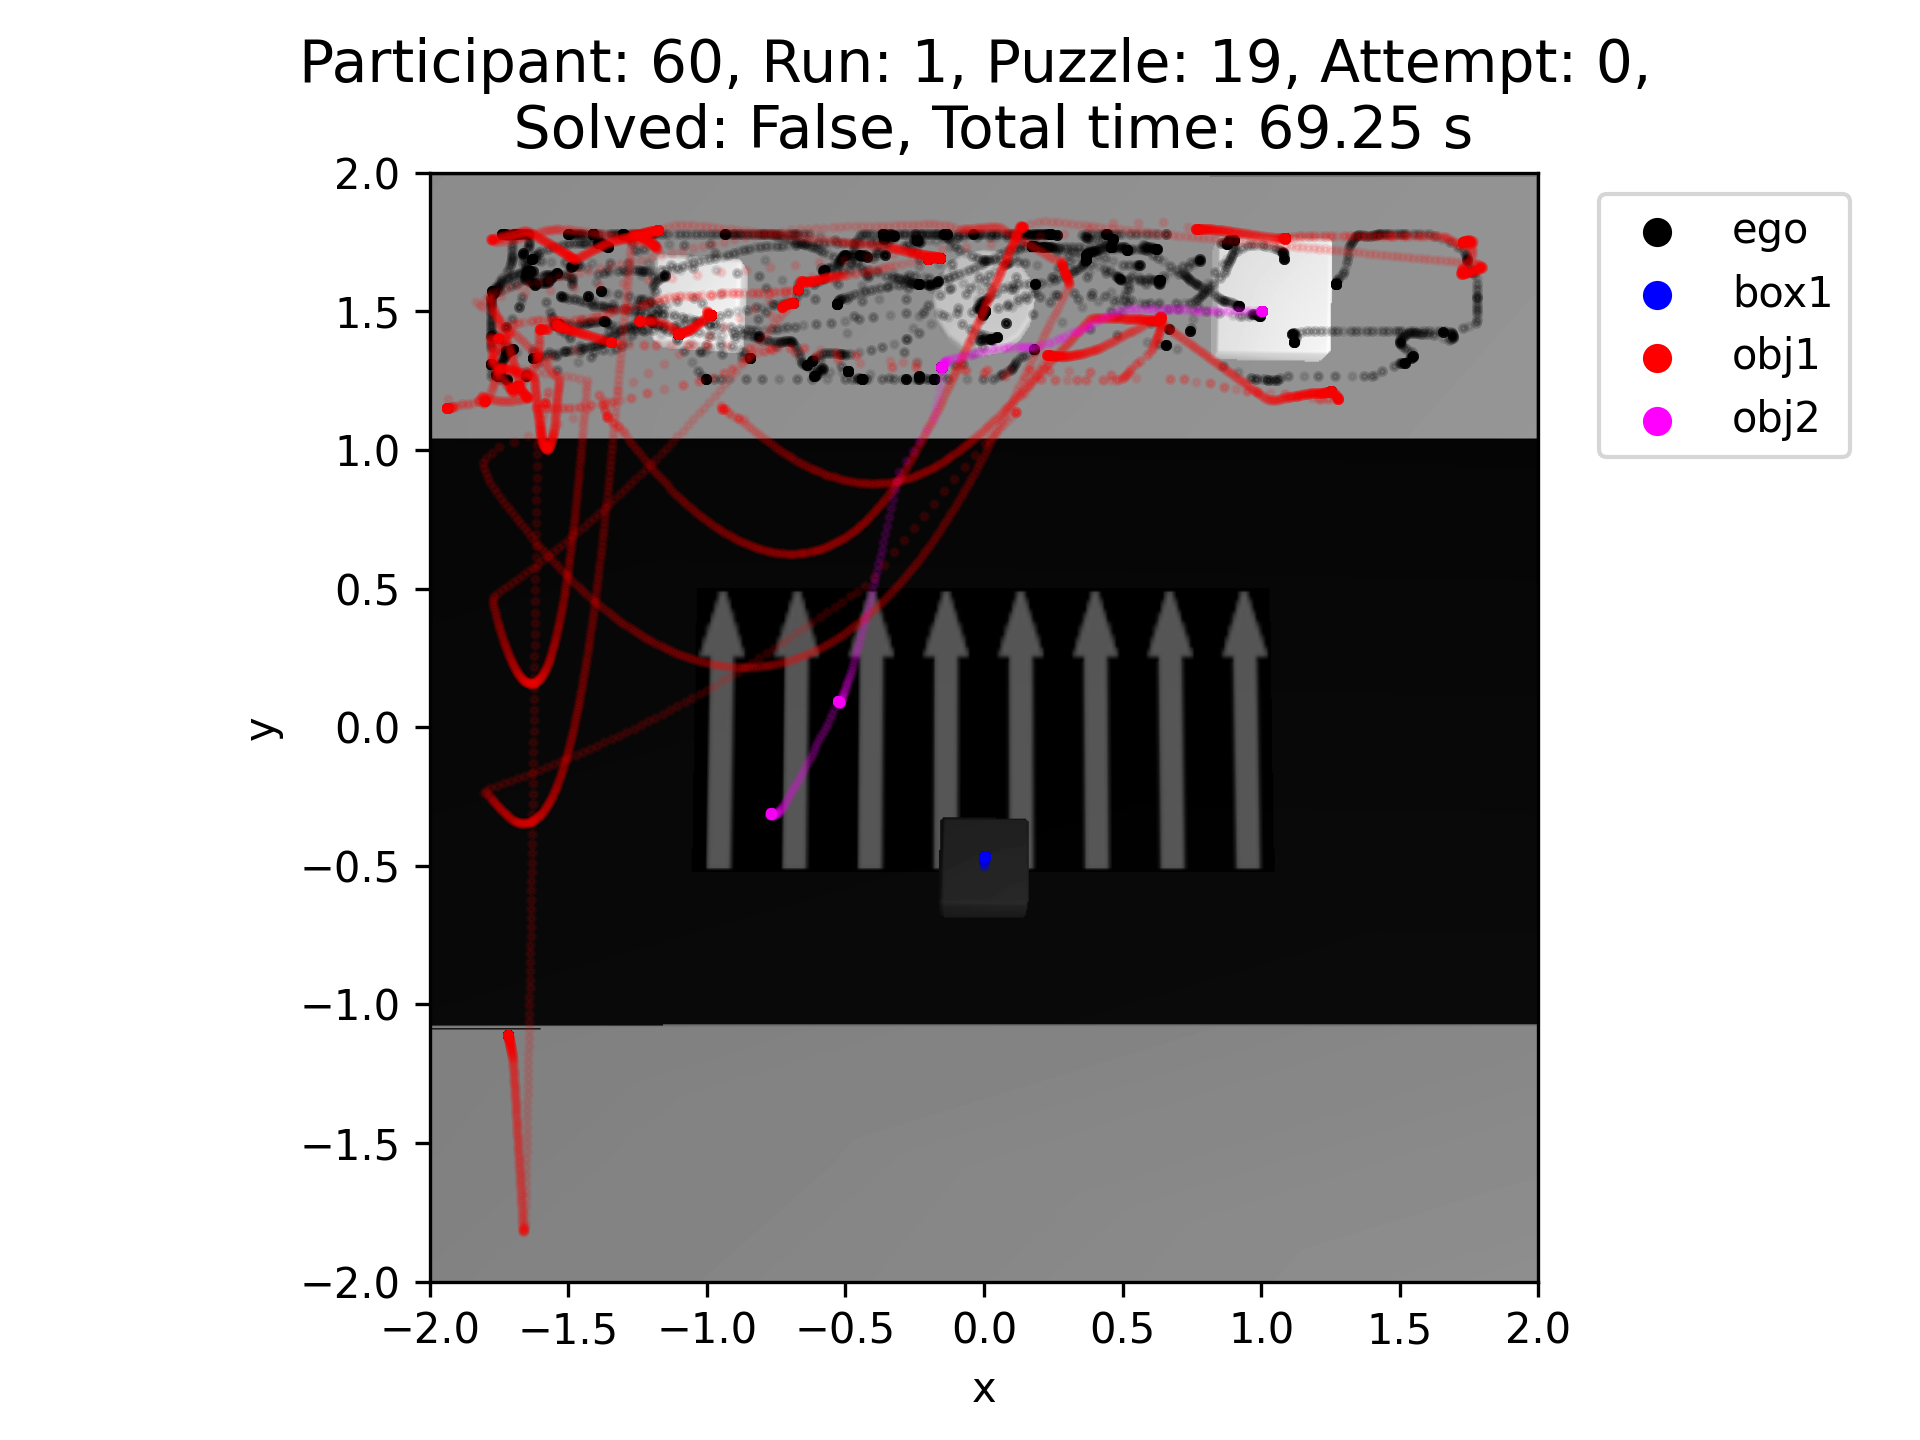 Participant: 60, Run: 1, Puzzle: 19, Attempt: 0,
Solved: False, Total time: 69.25 s
2.0
1.5
1.0
0.5
0.0
−0.5
−1.0
−1.5
−2.0
y
−2.0 −1.5 −1.0 −0.5 0.0 0.5 1.0 1.5 2.0
x
ego
box1
obj1
obj2